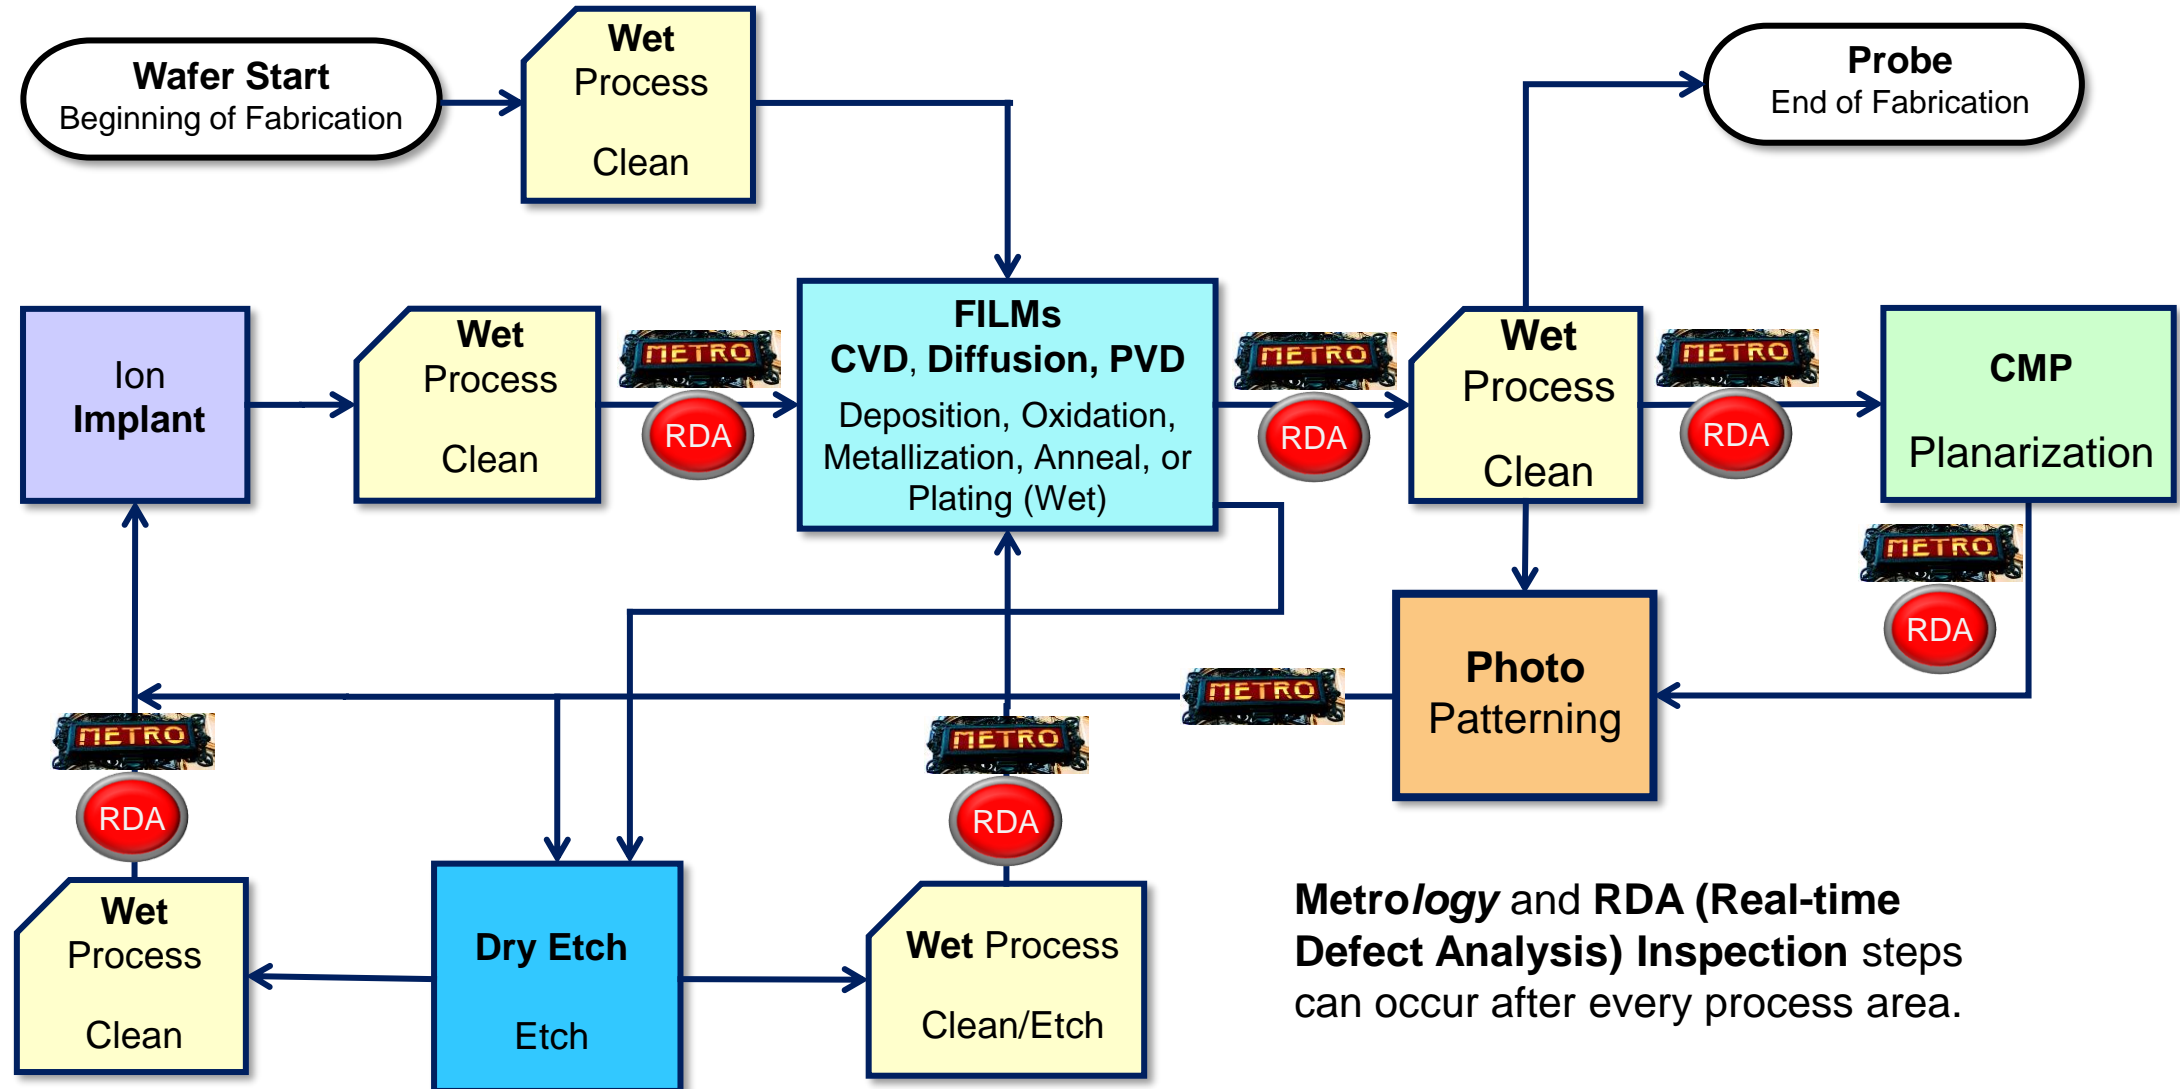 Wafer Start
Beginning of Fabrication
Wet
Process
Clean
Probe
End of Fabrication
Ion
Implant
Wet
Process
Clean
METRO
RDA
FILMs
CVD, Diffusion, PVD
Deposition, Oxidation,
Metallization, Anneal, or
Plating (Wet)
METRO
RDA
Wet
Process
Clean
METRO
RDA
CMP
Planarization
METRO
RDA
Photo
Patterning
METRO
METRO
RDA
METRO
RDA
Wet
Process
Clean
Dry Etch
Etch
Wet Process
Clean/Etch
Metrology and RDA (Real-time
Defect Analysis) Inspection steps
can occur after every process area.